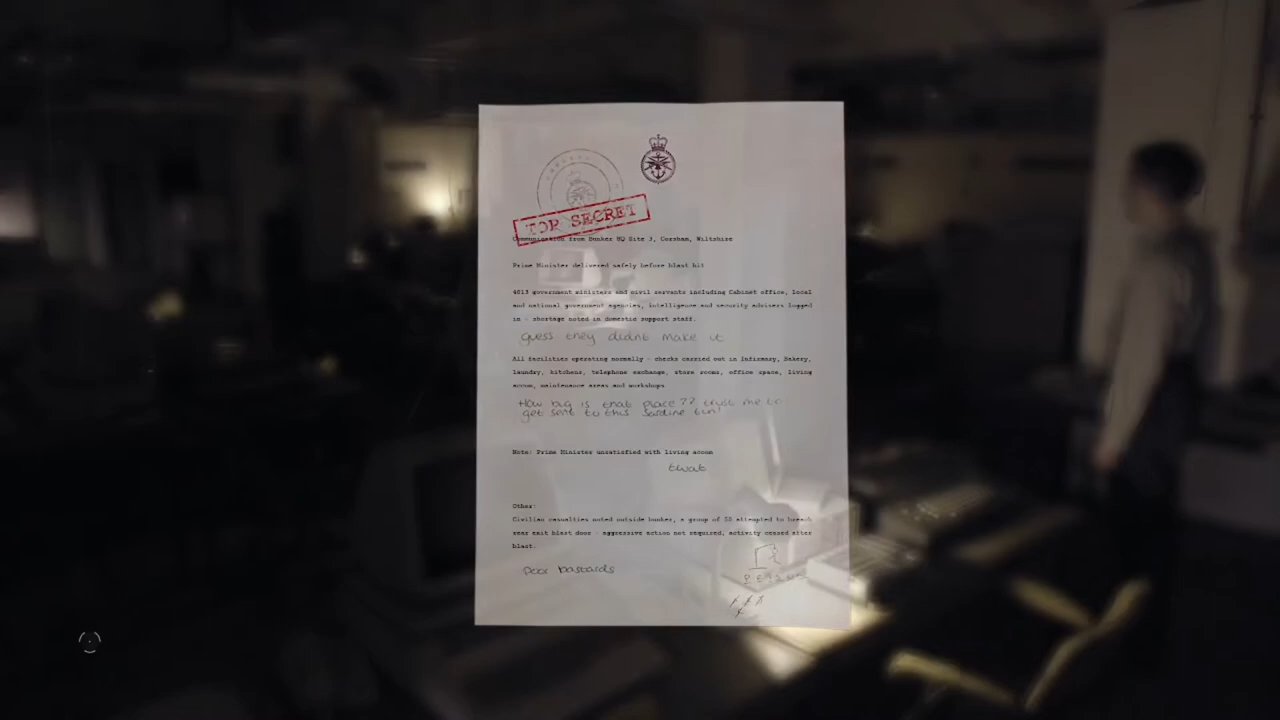 TOP SECRET
Communication from Bunker HQ Site 3, Corsham, Wiltshire
Prime Minister delivered safely before blast hit
4013 government ministers and civil servants including Cabinet office, local
and national government agencies, intelligence and security advisers logged
in - shortage noted in domestic support staff.
guess they didnt make it
All facilities operating normally - checks carried out in Infirmary, Bakery,
laundry, kitchens, telephone exchange, store rooms, office space, living
accom, maintenance areas and workshops
How big is that place?? trust me to
get sent to this sardine tin!
Note: Prime Minister unsatisfied with living accom
twat
Other:
Civilian casualties noted outside bunker, a group of 50 attempted to breach
rear exit blast door - aggressive action not required, activity ceased after
blast.
poor bastards